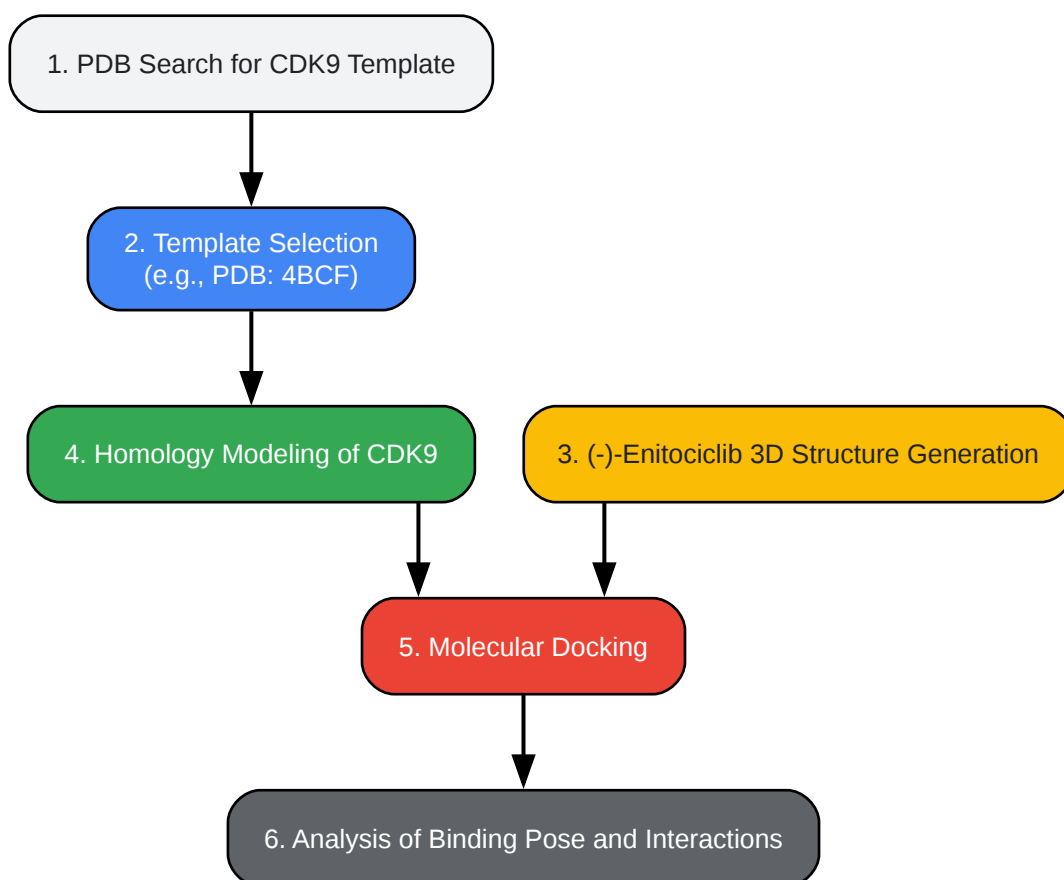 1. PDB Search for CDK9 Template
2. Template Selection
(e.g., PDB: 4BCF)
4. Homology Modeling of CDK9
3. (-)-Enitociclib 3D Structure Generation
5. Molecular Docking
6. Analysis of Binding Pose and Interactions